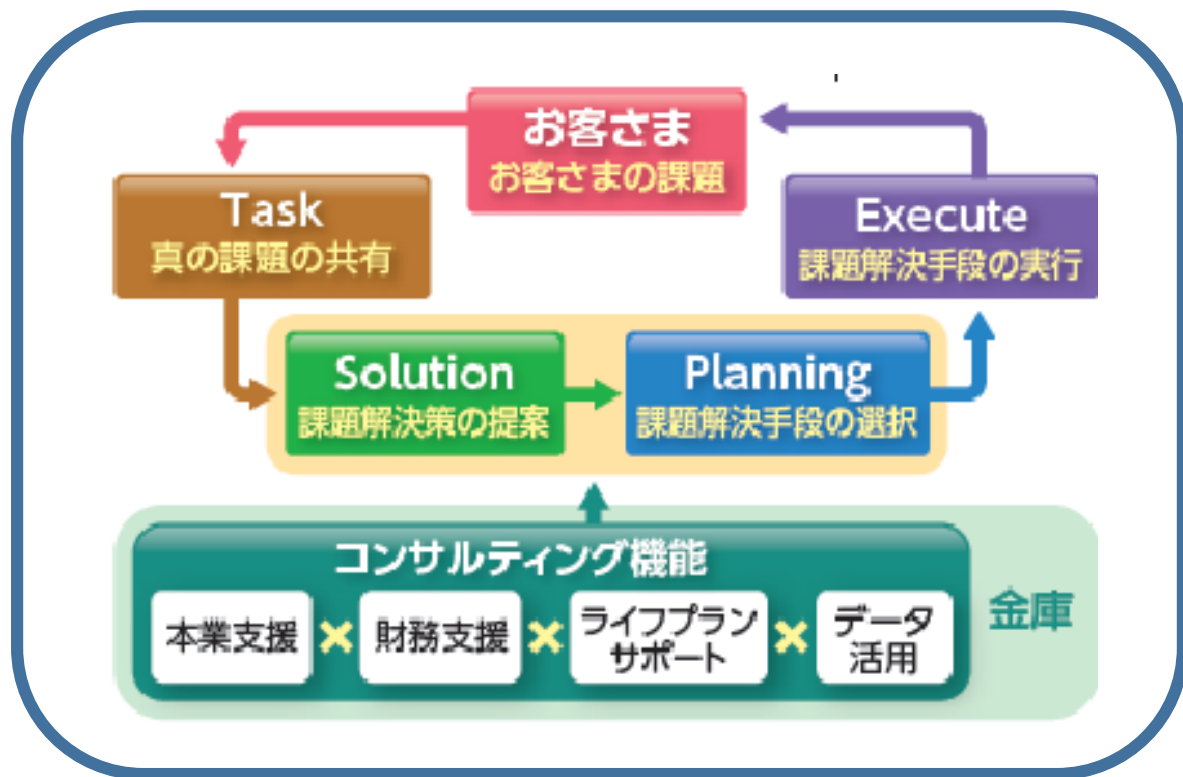 お客さま
お客さまの課題
Task
真の課題の共有
Execute
課題解決手段の実行
Solution
課題解決策の提案
Planning
課題解決手段の選択
コンサルティング機能
本業支援 × 財務支援 × ライフプラン
サポート × データ
活用
金庫